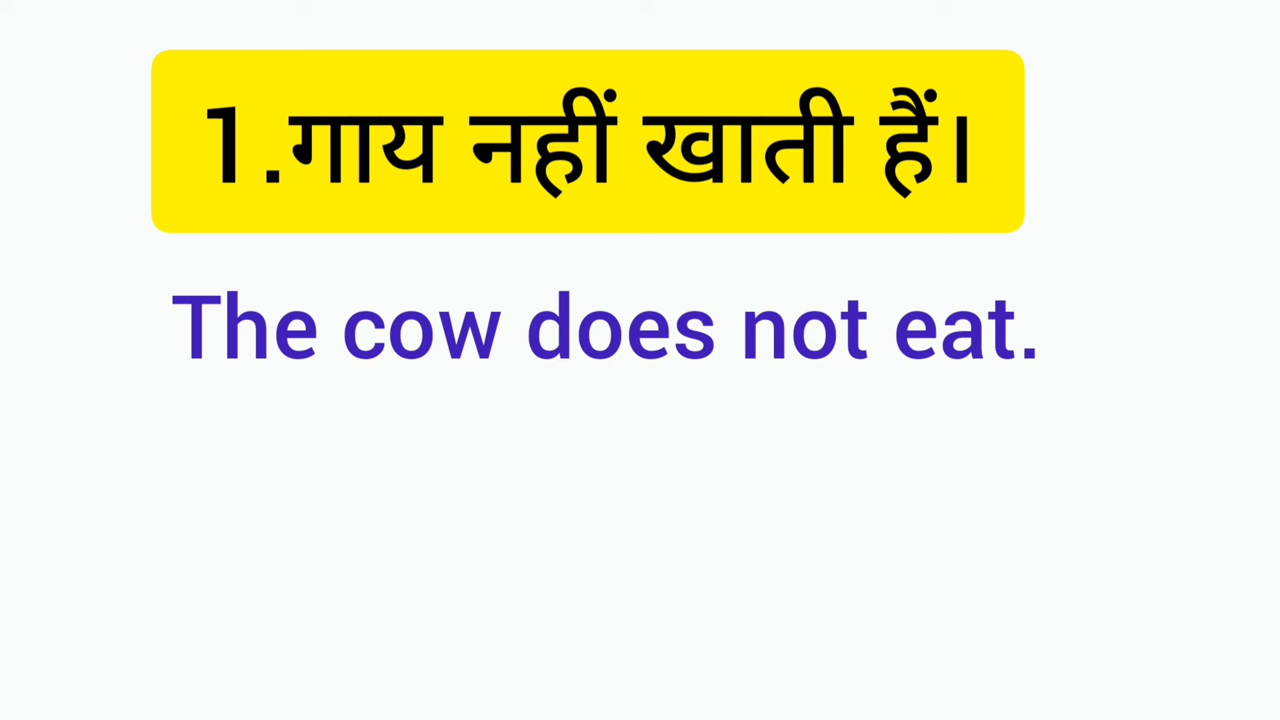 1.गाय नहीं खाती हैं।
The cow does not eat.